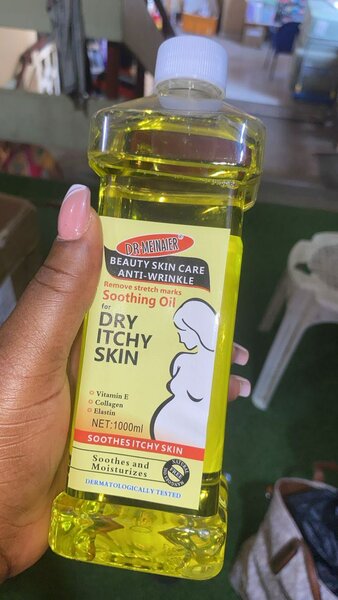 DR·MEINAIER
BEAUTY SKIN CARE
ANTI-WRINKLE
Remove stretch marks
Soothing Oil
for
DRY
ITCHY
SKIN
Vitamin E
Collagen
Elastin
NET:1000ml
SOOTHES ITCHY SKIN
Soothes and
Moisturizes
DERMATOLOGICALLY TESTED